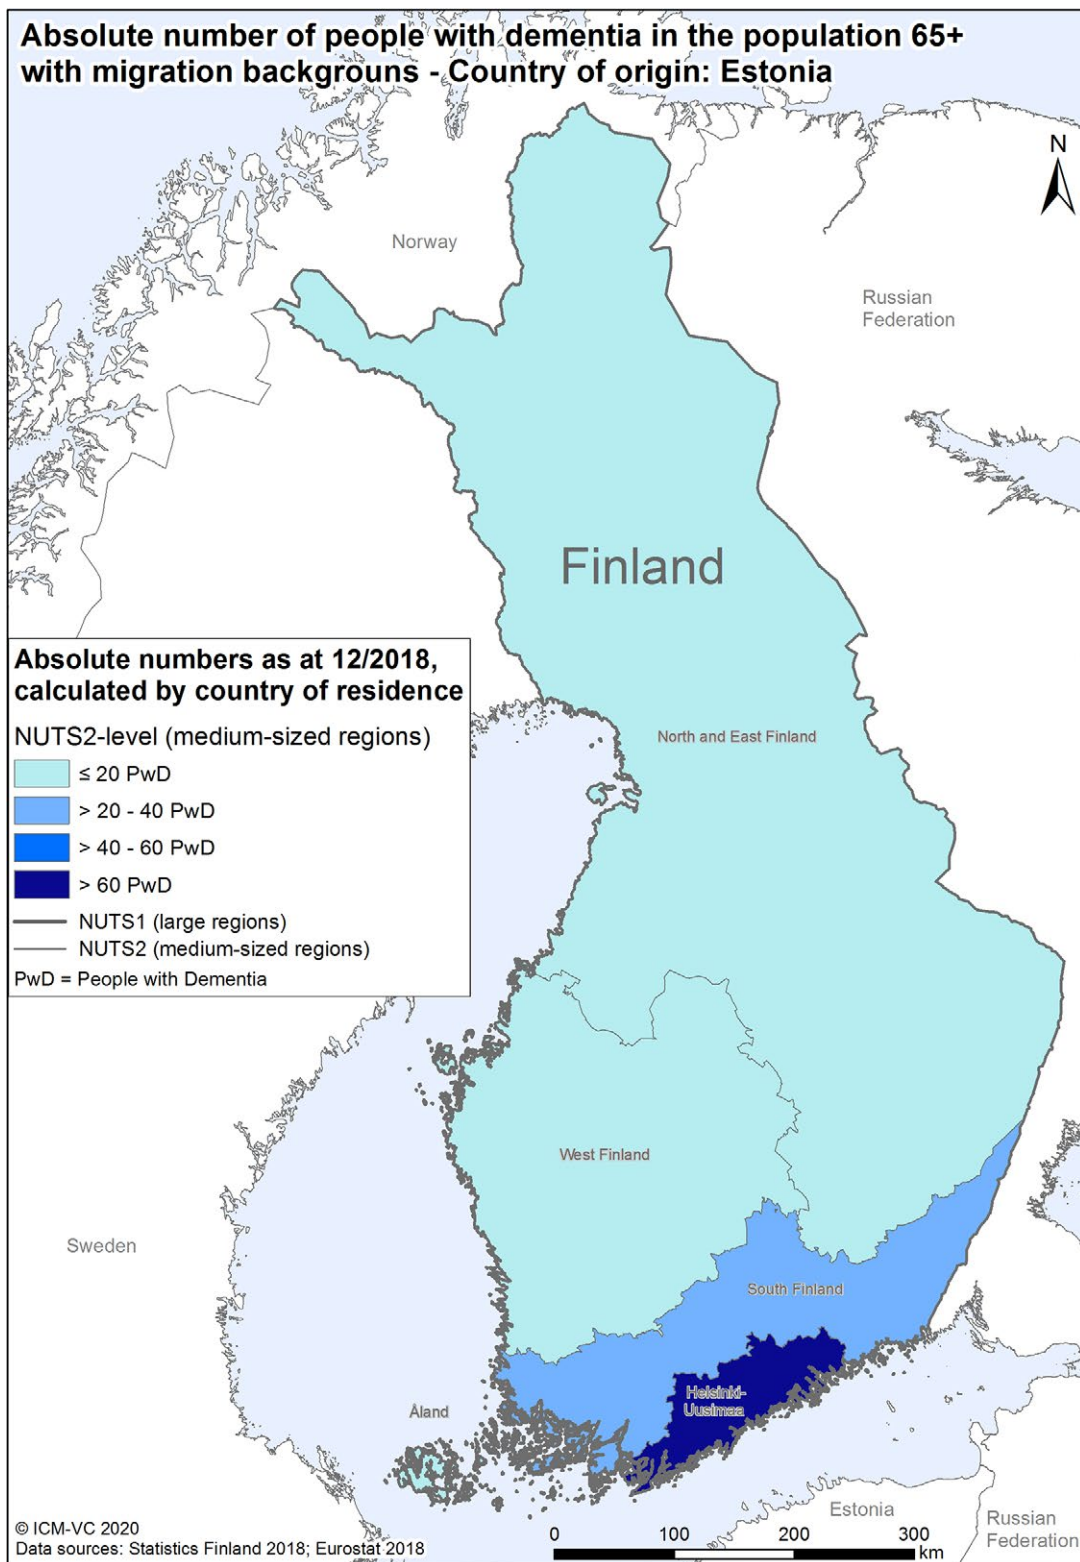 Absolute number of people with dementia in the population 65+
with migration backgrouns - Country of origin: Estonia
N
Norway
Russian
Federation
Finland
Absolute numbers as at 12/2018,
calculated by country of residence
NUTS2-level (medium-sized regions)
≤ 20 PwD
> 20 - 40 PwD
> 40 - 60 PwD
> 60 PwD
NUTS1 (large regions)
NUTS2 (medium-sized regions)
PwD = People with Dementia
North and East Finland
West Finland
Sweden
South Finland
Helsinki-
Uusimaa
Åland
Estonia
Russian
Federation
© ICM-VC 2020
Data sources: Statistics Finland 2018; Eurostat 2018
0 100 200 300
km